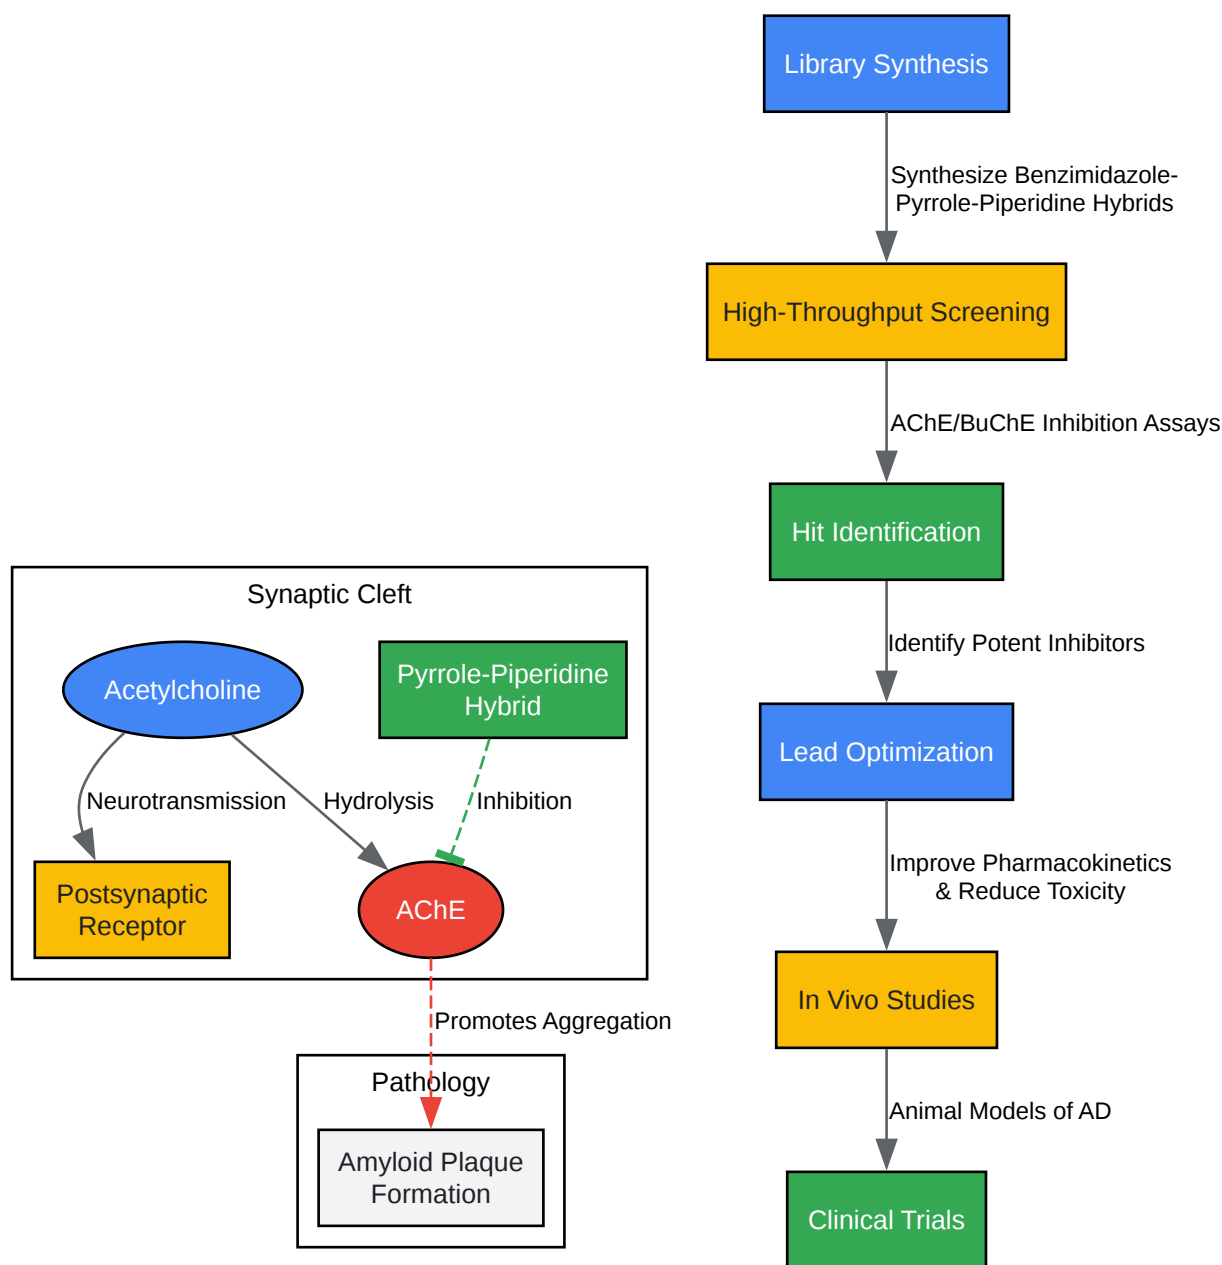 Library Synthesis
Synthesize Benzimidazole-
Pyrrole-Piperidine Hybrids
High-Throughput Screening
AChE/BuChE Inhibition Assays
Hit Identification
Identify Potent Inhibitors
Lead Optimization
Improve Pharmacokinetics
& Reduce Toxicity
In Vivo Studies
Animal Models of AD
Clinical Trials
Synaptic Cleft
Acetylcholine
Pyrrole-Piperidine
Hybrid
Neurotransmission
Hydrolysis
Inhibition
Postsynaptic
Receptor
AChE
Promotes Aggregation
Pathology
Amyloid Plaque
Formation